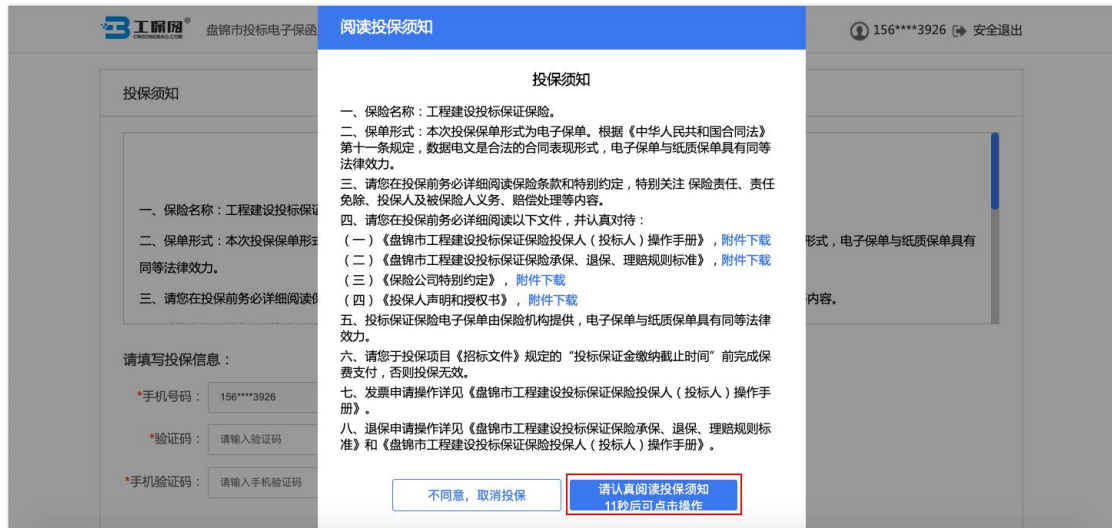 工保网®
CNGONGBAO.COM
盘锦市投标电子保函
156****3926
安全退出
阅读投保须知
投保须知
一、保险名称：工程建设投标保证保险。
二、保单形式：本次投保保单形式为电子保单。根据《中华人民共和国合同法》
第十一条规定，数据电文是合法的合同表现形式，电子保单与纸质保单具有同等
法律效力。
三、请您在投保前务必详细阅读保险条款和特别约定，特别关注 保险责任、责任
免除、投保人及被保险人义务、赔偿处理等内容。
四、请您在投保前务必详细阅读以下文件，并认真对待：
（一）《盘锦市工程建设投标保证保险投保人（投标人）操作手册》，附件下载
（二）《盘锦市工程建设投标保证保险承保、退保、理赔规则标准》，附件下载
（三）《保险公司特别约定》，附件下载
（四）《投保人声明和授权书》，附件下载
五、投标保证保险电子保单由保险机构提供，电子保单与纸质保单具有同等法律
效力。
六、请您于投保项目《招标文件》规定的“投标保证金缴纳截止时间”前完成保
费支付，否则投保无效。
七、发票申请操作详见《盘锦市工程建设投标保证保险投保人（投标人）操作手
册》。
八、退保申请操作详见《盘锦市工程建设投标保证保险承保、退保、理赔规则标
准》和《盘锦市工程建设投标保证保险投保人（投标人）操作手册》。
不同意，取消投保
请认真阅读投保须知
11秒后可点击操作
投保须知
一、保险名称：工程建设投标保证
二、保单形式：本次投保保单形式
形式，电子保单与纸质保单具有
同等法律效力。
三、请您在投保前务必详细阅读保
等内容。
请填写投保信息：
*手机号码：
156****3926
*验证码：
请输入验证码
*手机验证码：
请输入手机验证码